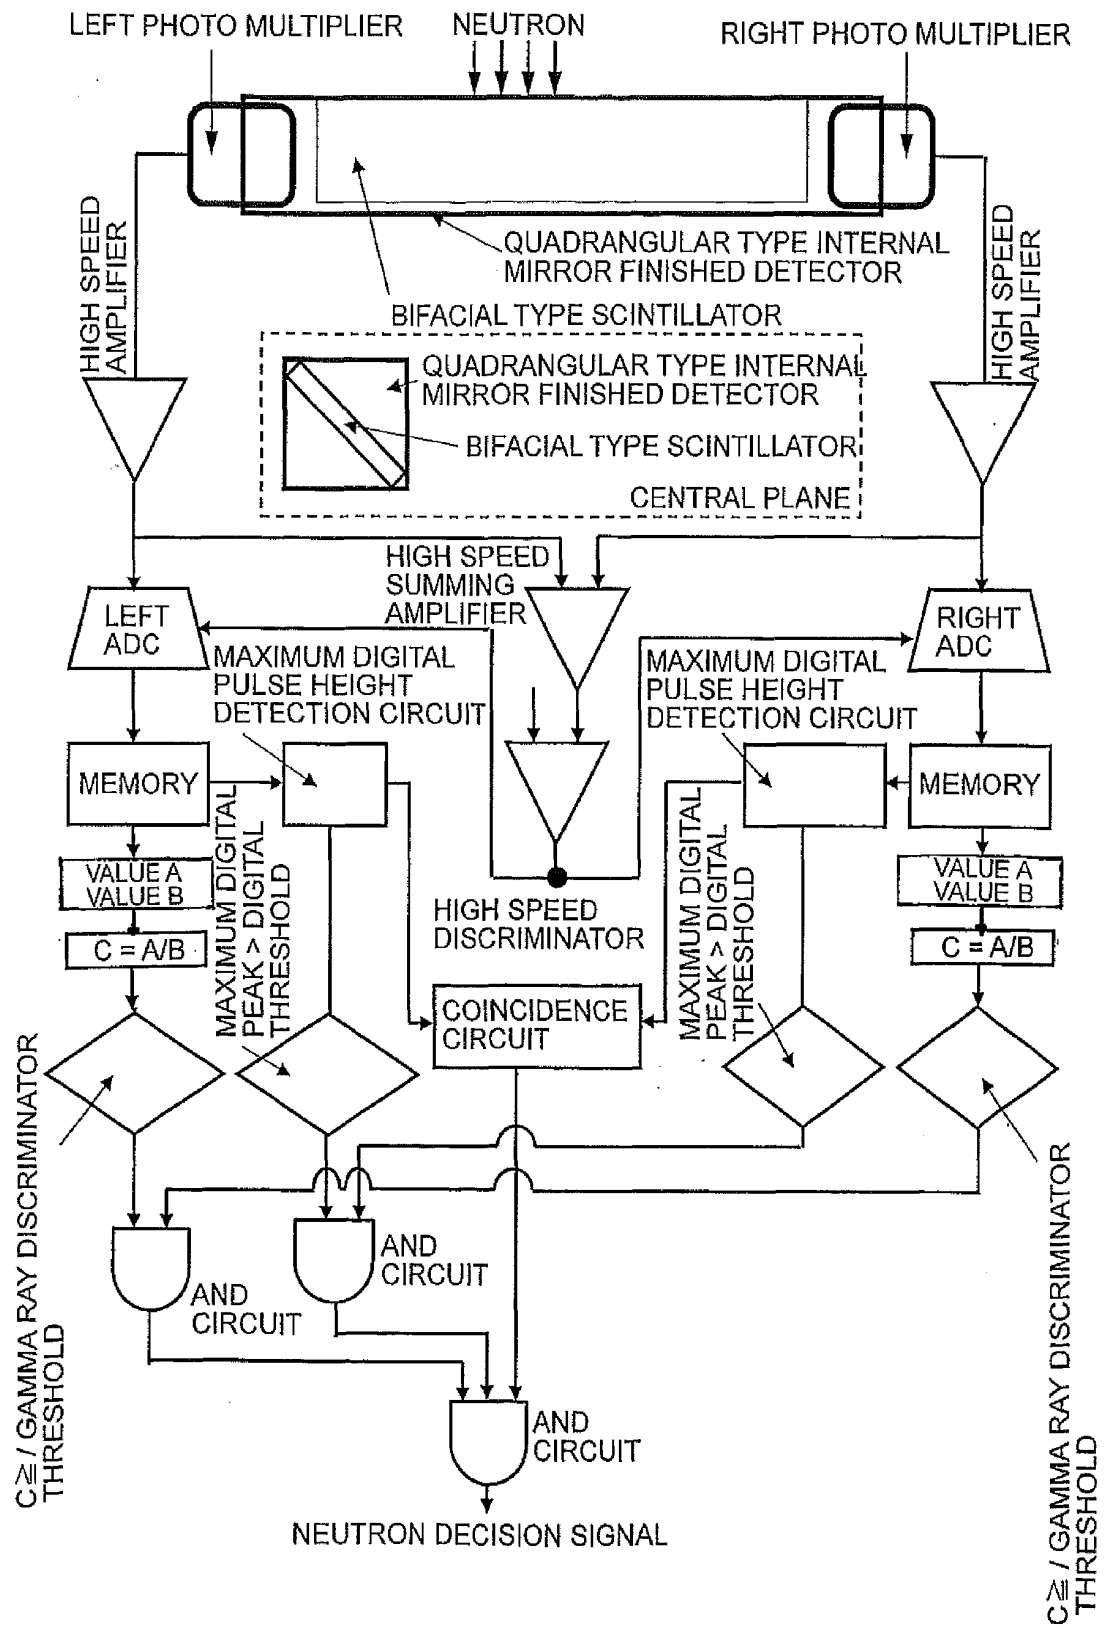 LEFT PHOTO MULTIPLIER
NEUTRON
RIGHT PHOTO MULTIPLIER
HIGH SPEED
AMPLIFIER
QUADRANGULAR TYPE INTERNAL
MIRROR FINISHED DETECTOR
BIFACIAL TYPE SCINTILLATOR
HIGH SPEED
AMPLIFIER
QUADRANGULAR TYPE INTERNAL
MIRROR FINISHED DETECTOR
BIFACIAL TYPE SCINTILLATOR
CENTRAL PLANE
HIGH SPEED
SUMMING
AMPLIFIER
LEFT
ADC
RIGHT
ADC
MAXIMUM DIGITAL
PULSE HEIGHT
DETECTION CIRCUIT
MAXIMUM DIGITAL
PULSE HEIGHT
DETECTION CIRCUIT
MEMORY
MEMORY
VALUE A
VALUE B
C = A/B
MAXIMUM DIGITAL
PEAK > DIGITAL
THRESHOLD
HIGH SPEED
DISCRIMINATOR
MAXIMUM DIGITAL
PEAK > DIGITAL
THRESHOLD
VALUE A
VALUE B
C = A/B
COINCIDENCE
CIRCUIT
C ≧ / GAMMA RAY DISCRIMINATOR
THRESHOLD
C ≧ / GAMMA RAY DISCRIMINATOR
THRESHOLD
AND
CIRCUIT
AND
CIRCUIT
AND
CIRCUIT
NEUTRON DECISION SIGNAL